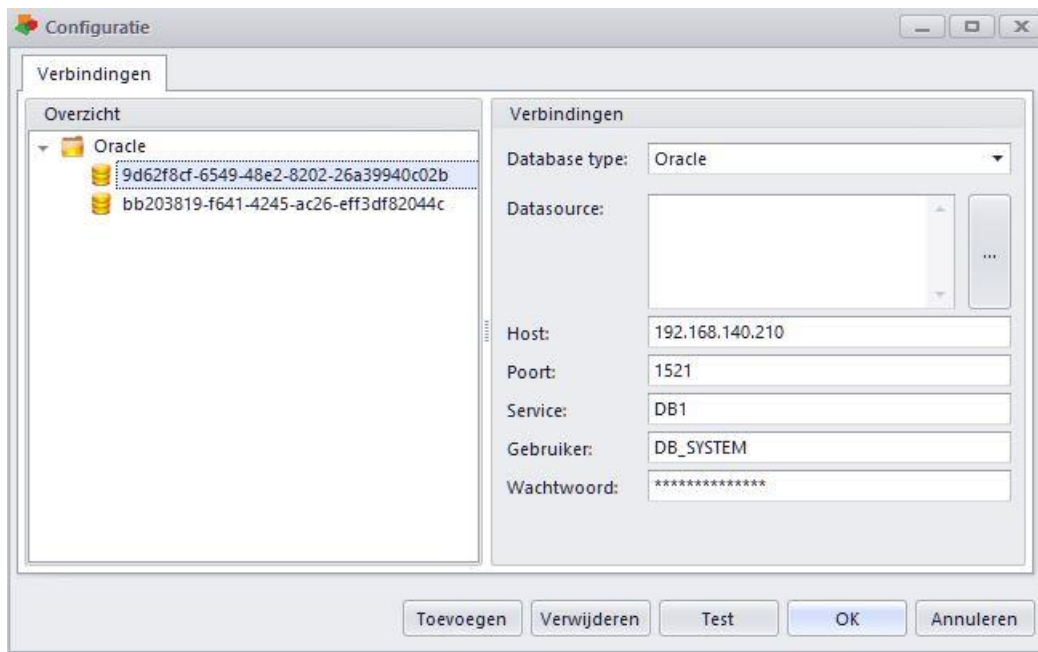 Configuratie
Verbindingen
Overzicht
Oracle
9d62f8cf-6549-48e2-8202-26a39940c02b
bb203819-f641-4245-ac26-eff3df82044c
Verbindingen
Database type: Oracle
Datasource:
...
Host: 192.168.140.210
Poort: 1521
Service: DB1
Gebruiker: DB_SYSTEM
Wachtwoord: **************
Toevoegen Verwijderen Test OK Annuleren